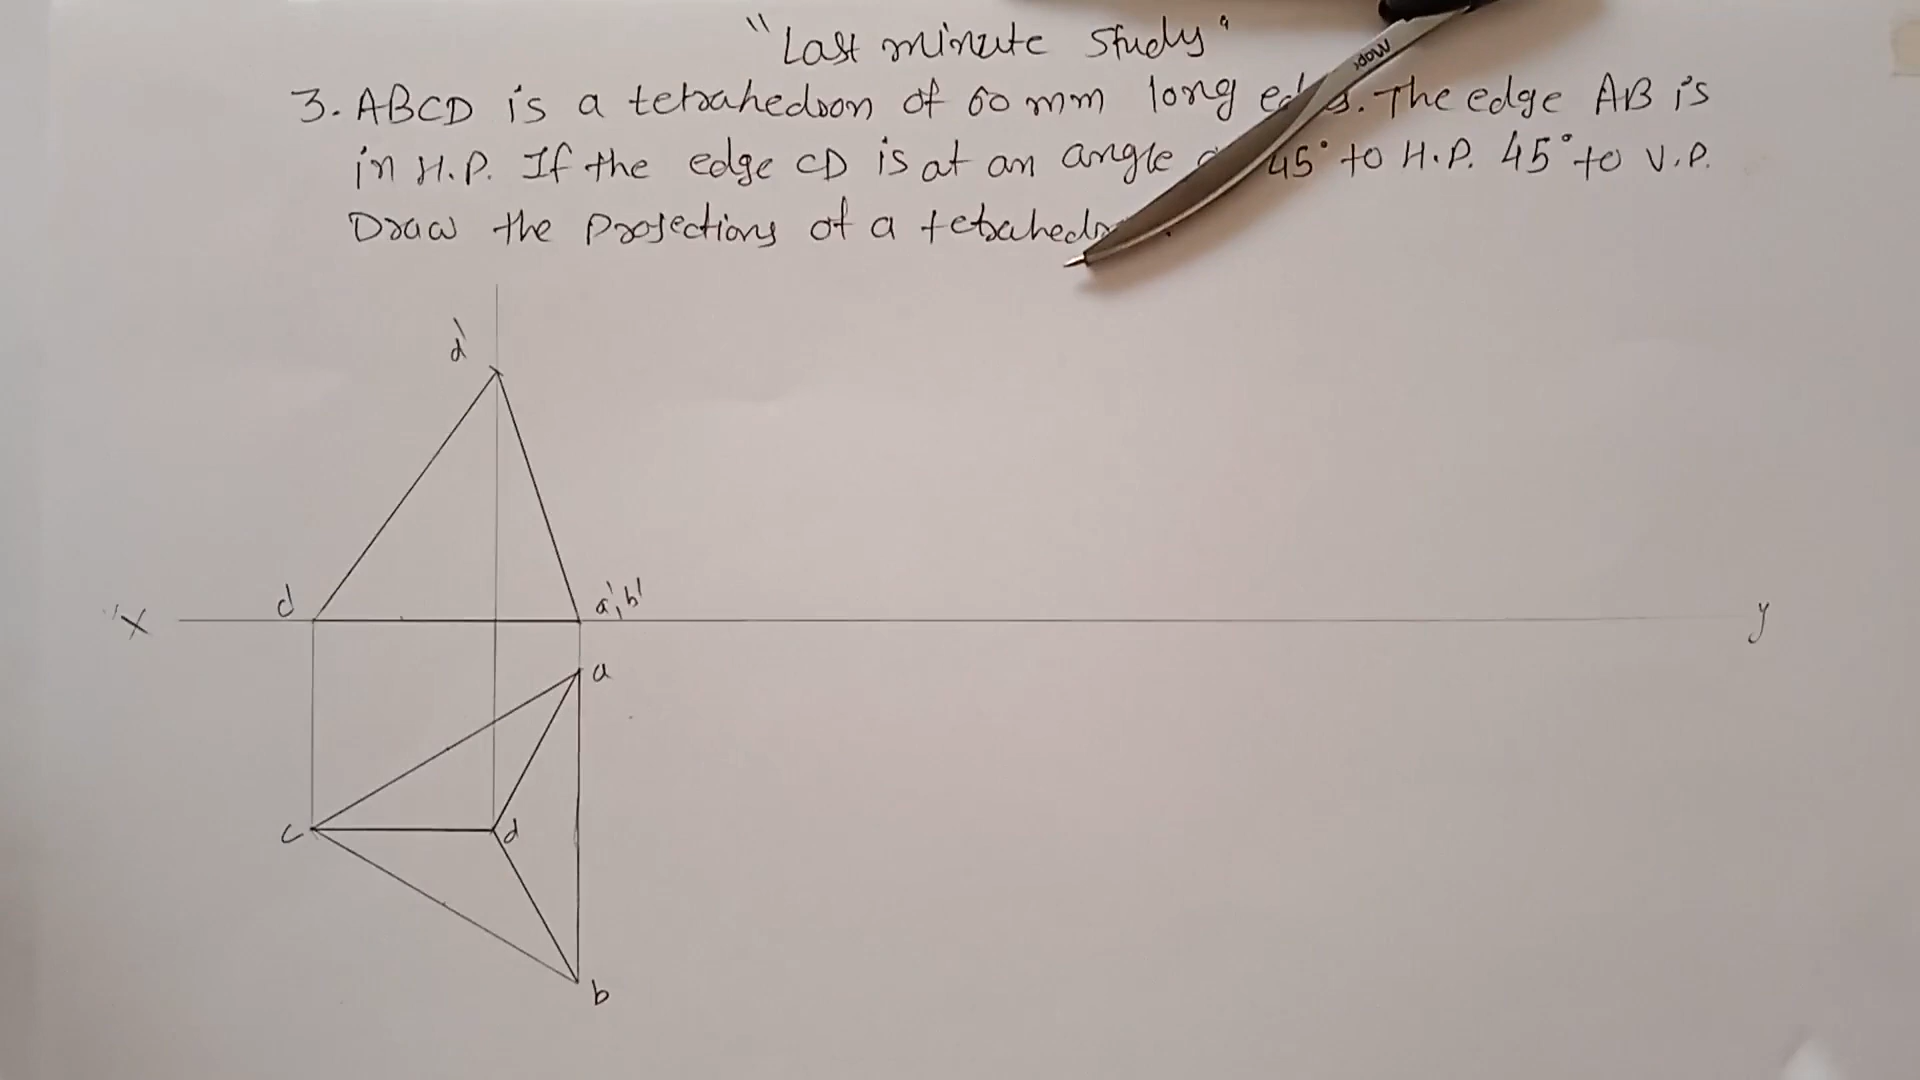 "Last minute study"
3. ABCD is a tetrahedron of 60 mm long The edge AB is
in H.P. If the edge CD is at an angle 45° to H.P. 45° to V.P.
Draw the projections of a
d'
d a', b'
X y
a
c d
b